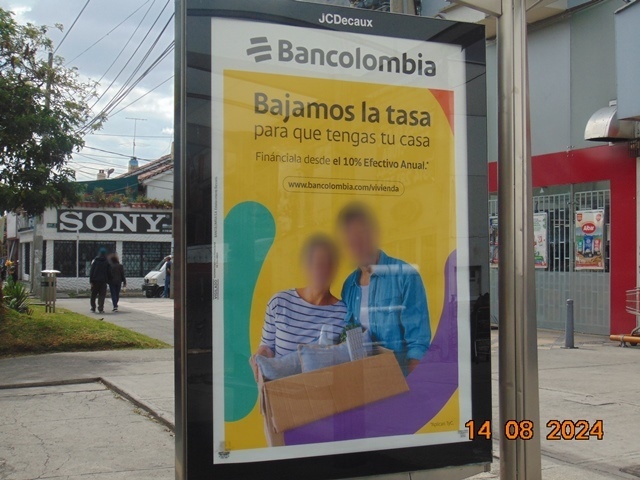 JCDecaux
Bancolombia
Bajamos la tasa
para que tengas tu casa
Fináncíala desde el 10% Efectivo Anual.*
www.bancolombia.com/vivienda
SONY
14 08 2024